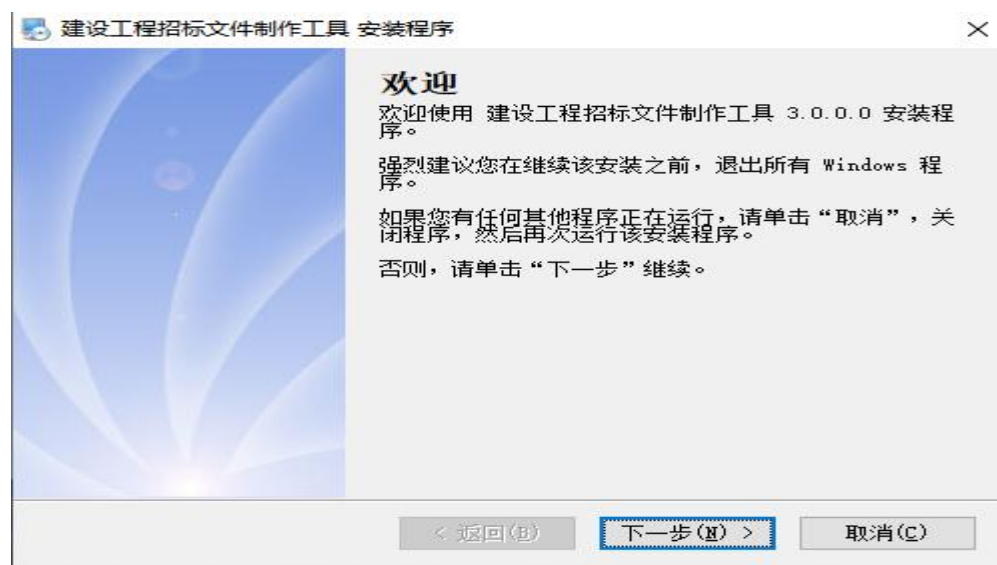 建设工程招标文件制作工具 安装程序
欢迎
欢迎使用 建设工程招标文件制作工具 3.0.0.0 安装程
序。
强烈建议您在继续该安装之前，退出所有 Windows 程
序。
如果您有任何其他程序正在运行，请单击“取消”，关
闭程序，然后再次运行该安装程序。
否则，请单击“下一步”继续。
< 返回(B) 下一步(N) > 取消(C)